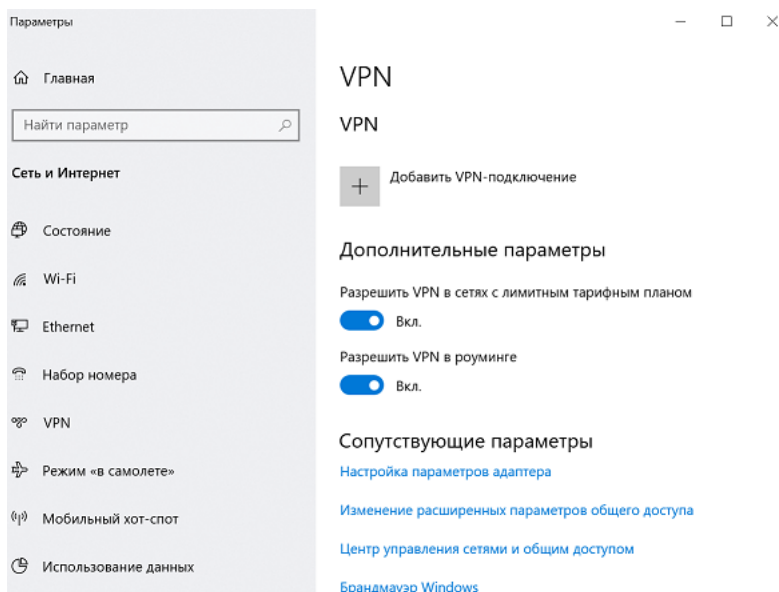 Параметры
Главная
Найти параметр
Сеть и Интернет
Состояние
Wi-Fi
Ethernet
Набор номера
VPN
Режим «в самолете»
Мобильный хот-спот
Использование данных
VPN
VPN
Добавить VPN-подключение
Дополнительные параметры
Разрешить VPN в сетях с лимитным тарифным планом
Вкл.
Разрешить VPN в роуминге
Вкл.
Сопутствующие параметры
Настройка параметров адаптера
Изменение расширенных параметров общего доступа
Центр управления сетями и общим доступом
Брандмауэр Windows